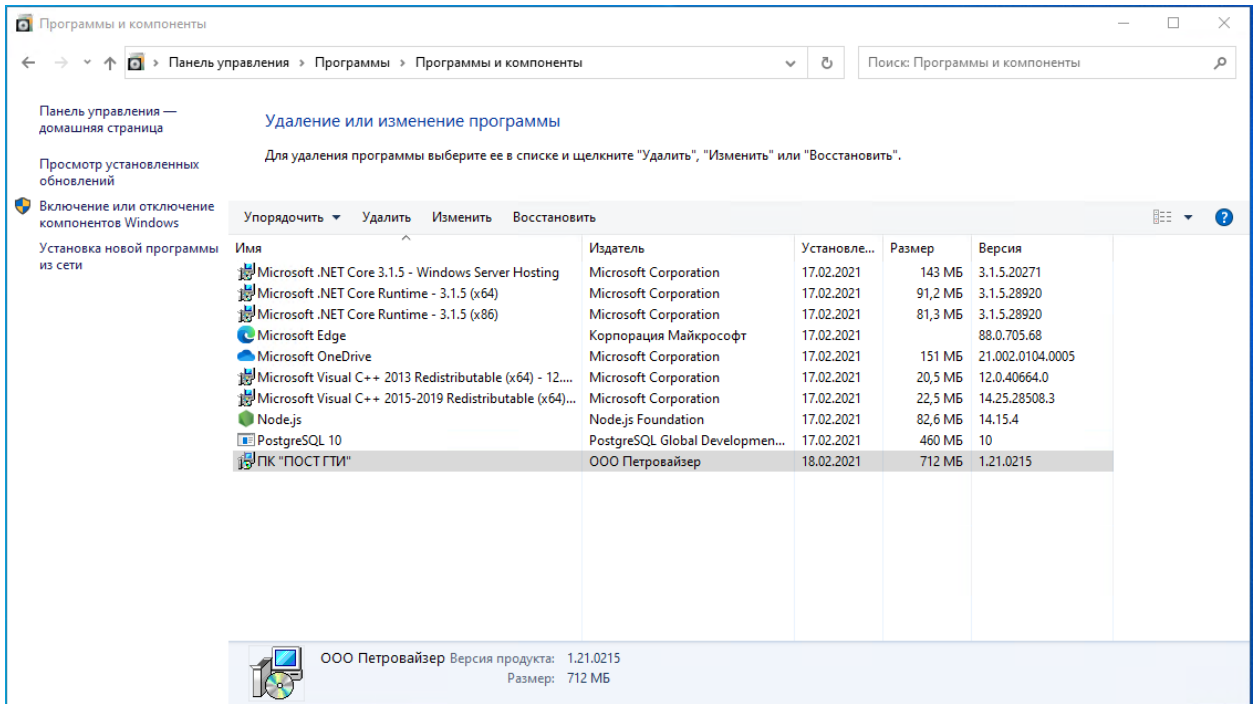 Программы и компоненты
Панель управления › Программы › Программы и компоненты
Поиск: Программы и компоненты
Панель управления —
домашняя страница
Просмотр установленных
обновлений
Включение или отключение
компонентов Windows
Установка новой программы
из сети
Удаление или изменение программы
Для удаления программы выберите ее в списке и щелкните "Удалить", "Изменить" или "Восстановить".
Упорядочить Удалить Изменить Восстановить
Имя Издатель Установле... Размер Версия
Microsoft .NET Core 3.1.5 - Windows Server Hosting Microsoft Corporation 17.02.2021 143 МБ 3.1.5.20271
Microsoft .NET Core Runtime - 3.1.5 (x64) Microsoft Corporation 17.02.2021 91,2 МБ 3.1.5.28920
Microsoft .NET Core Runtime - 3.1.5 (x86) Microsoft Corporation 17.02.2021 81,3 МБ 3.1.5.28920
Microsoft Edge Корпорация Майкрософт 17.02.2021 88.0.705.68
Microsoft OneDrive Microsoft Corporation 17.02.2021 151 МБ 21.002.0104.0005
Microsoft Visual C++ 2013 Redistributable (x64) - 12.... Microsoft Corporation 17.02.2021 20,5 МБ 12.0.40664.0
Microsoft Visual C++ 2015-2019 Redistributable (x64)... Microsoft Corporation 17.02.2021 22,5 МБ 14.25.28508.3
Node.js Node.js Foundation 17.02.2021 82,6 МБ 14.15.4
PostgreSQL 10 PostgreSQL Global Developmen... 17.02.2021 460 МБ 10
ПК "ПОСТ ГТИ" ООО Петровайзер 18.02.2021 712 МБ 1.21.0215
ООО Петровайзер Версия продукта: 1.21.0215
Размер: 712 МБ